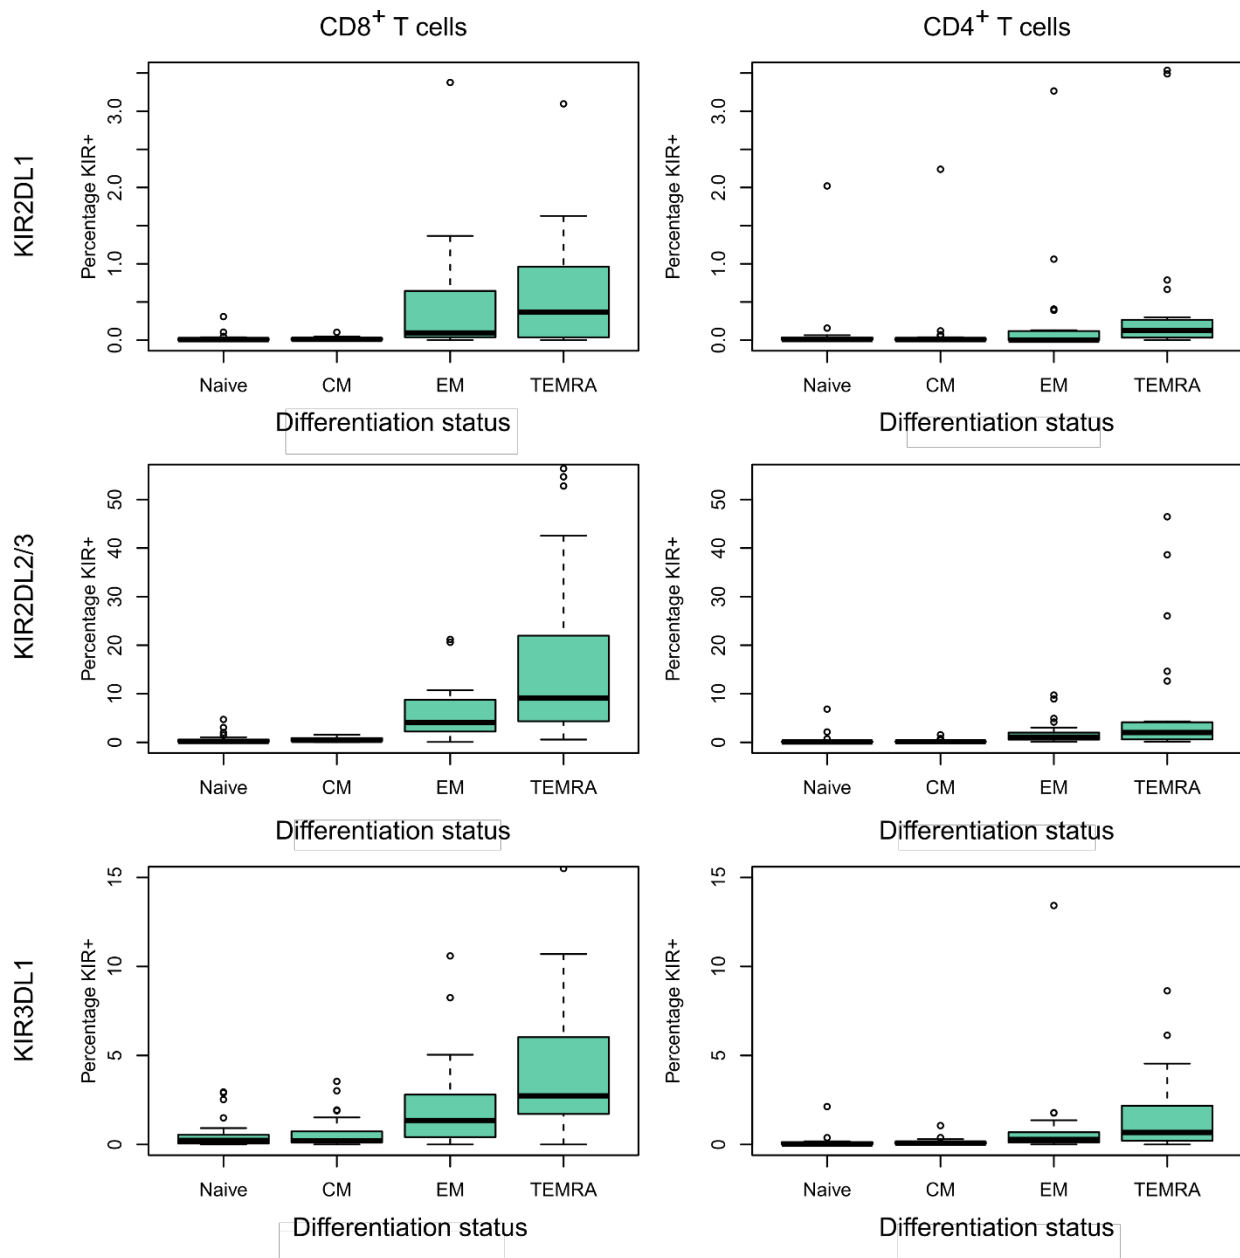 CD8+ T cells
CD4+ T cells
KIR2DL1
Percentage KIR+
3.0
2.0
1.0
0.0
Naive CM EM TEMRA
Differentiation status
Percentage KIR+
3.0
2.0
1.0
0.0
Naive CM EM TEMRA
Differentiation status
KIR2DL2/3
Percentage KIR+
50
40
30
20
10
0
Naive CM EM TEMRA
Differentiation status
Percentage KIR+
50
40
30
20
10
0
Naive CM EM TEMRA
Differentiation status
KIR3DL1
Percentage KIR+
15
10
5
0
Naive CM EM TEMRA
Differentiation status
Percentage KIR+
15
10
5
0
Naive CM EM TEMRA
Differentiation status